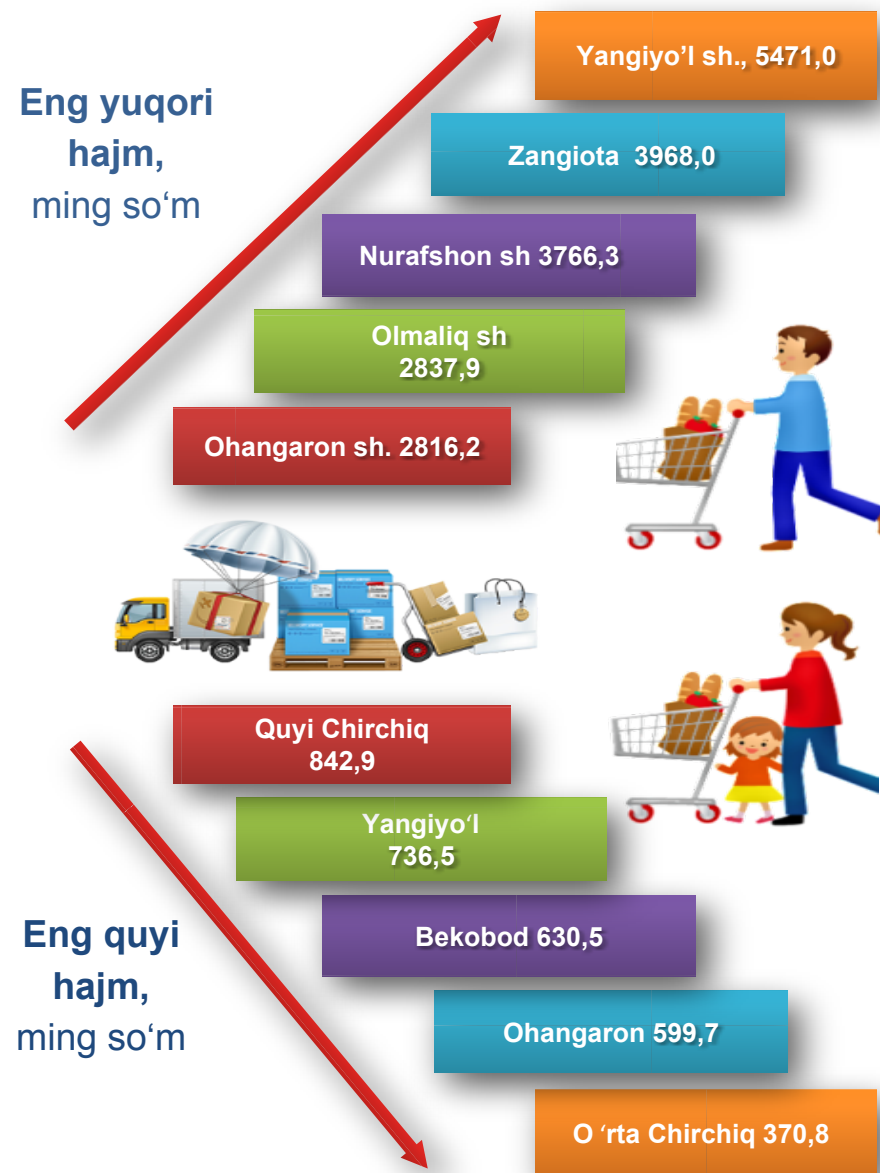 Eng yuqori
hajm,
ming so‘m
Yangiyo’l sh., 5471,0
Zangiota 3968,0
Nurafshon sh 3766,3
Olmaliq sh
2837,9
Ohangaron sh. 2816,2
Quyi Chirchiq
842,9
Yangiyo‘l
736,5
Bekobod 630,5
Eng quyi
hajm,
ming so‘m
Ohangaron 599,7
O ‘rta Chirchiq 370,8